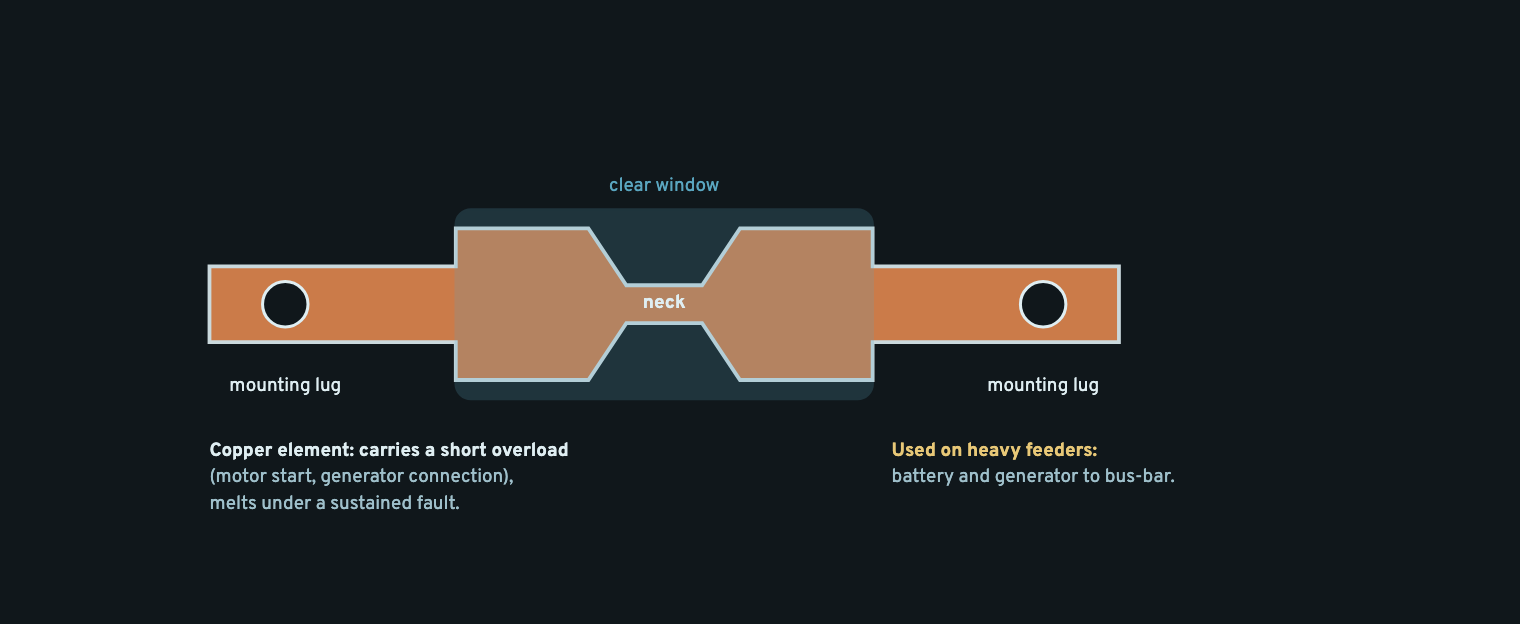 clear window
neck
mounting lug
mounting lug
Copper element: carries a short overload
(motor start, generator connection),
melts under a sustained fault.
Used on heavy feeders:
battery and generator to bus-bar.